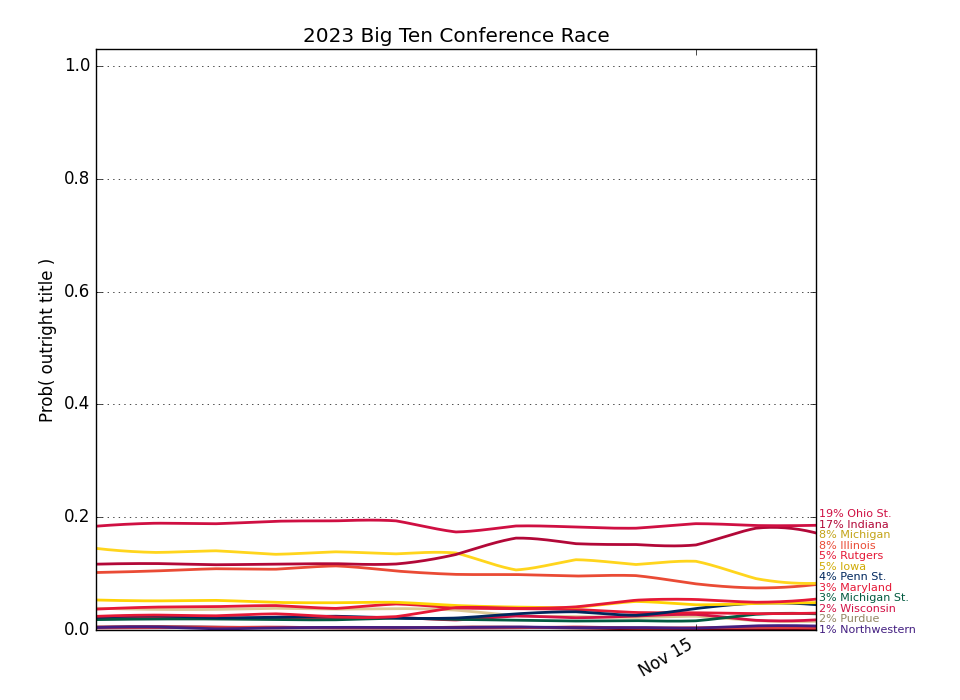 2023 Big Ten Conference Race
1.0
0.8
0.6
0.4
0.2
0.0
Prob( outright title )
Nov 15
19% Ohio St.
17% Indiana
8% Michigan
8% Illinois
5% Rutgers
5% Iowa
4% Penn St.
3% Maryland
3% Michigan St.
2% Wisconsin
2% Purdue
1% Northwestern